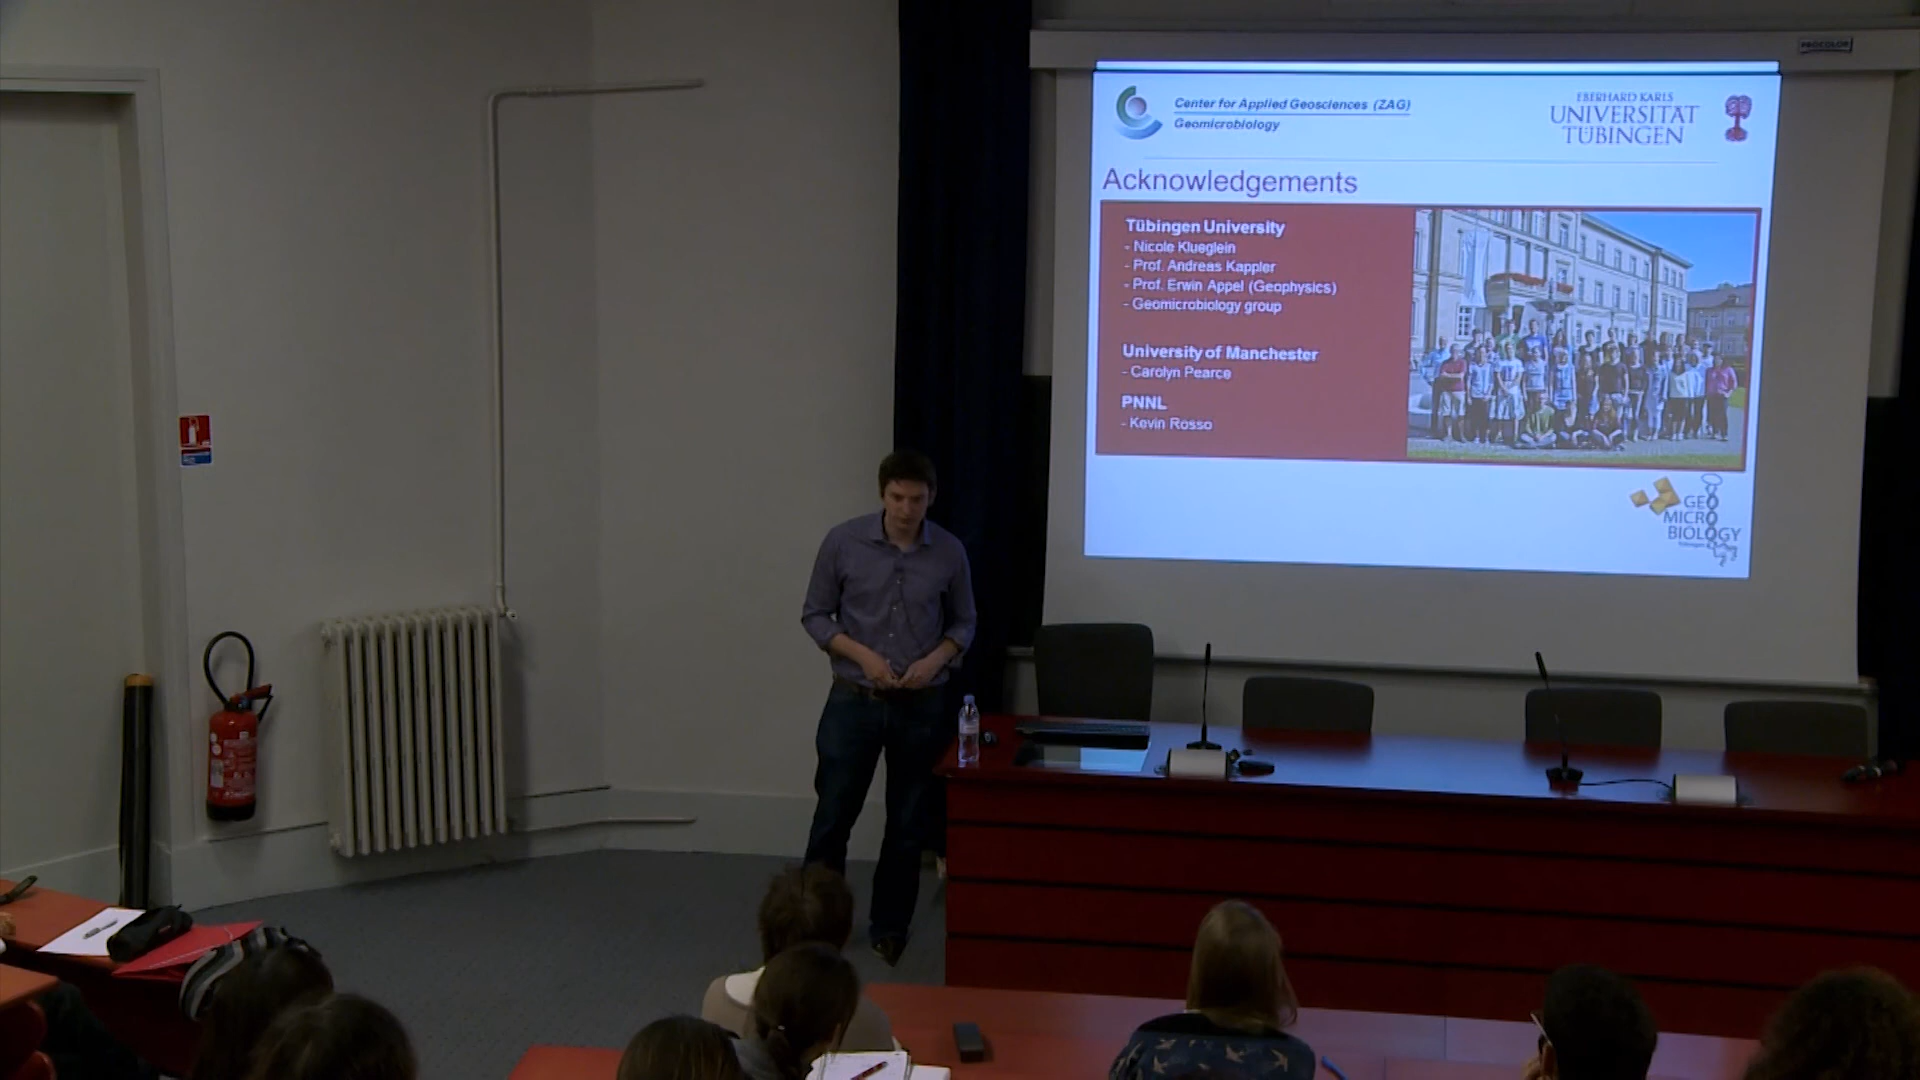 PROCOLOR
Center for Applied Geosciences (ZAG)
Geomicrobiology
EBERHARD KARLS
UNIVERSITÄT
TÜBINGEN
Acknowledgements
Tübingen University
- Nicole Klueglein
- Prof. Andreas Kappler
- Prof. Erwin Appel (Geophysics)
- Geomicrobiology group
University of Manchester
- Carolyn Pearce
PNNL
- Kevin Rosso
GEO
MICRO
BIOLOGY